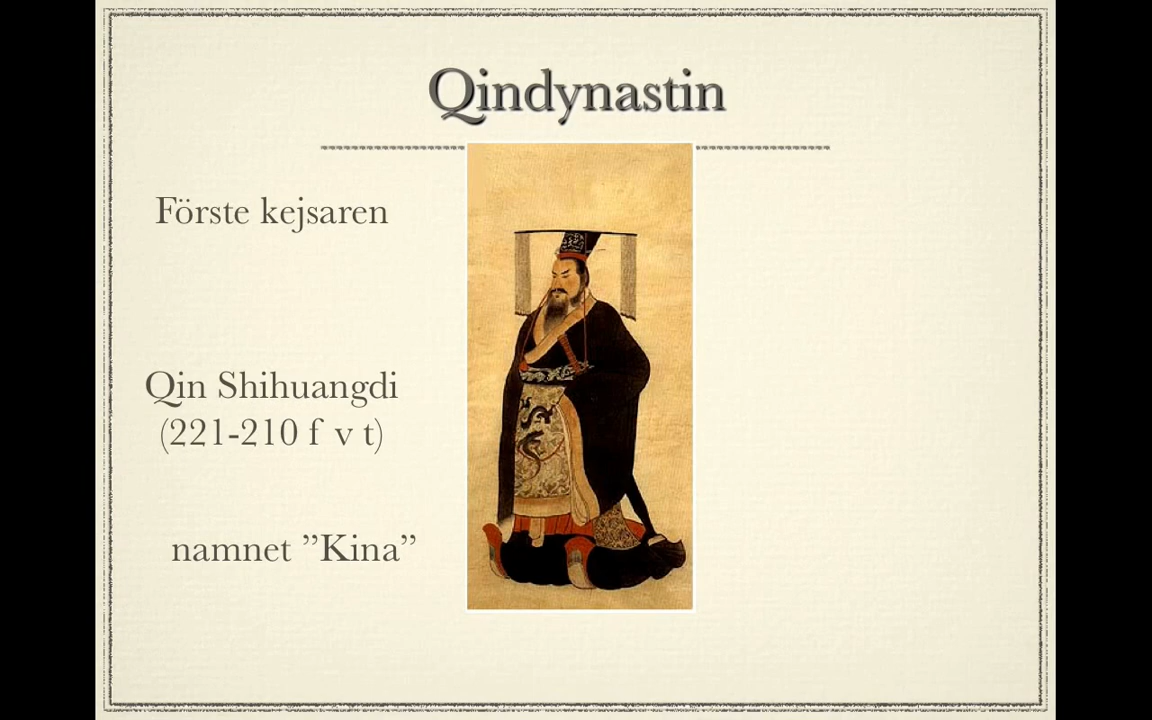 Qindynastin
Förste kejsaren
Qin Shihuangdi
(221-210 f v t)
namnet ”Kina”